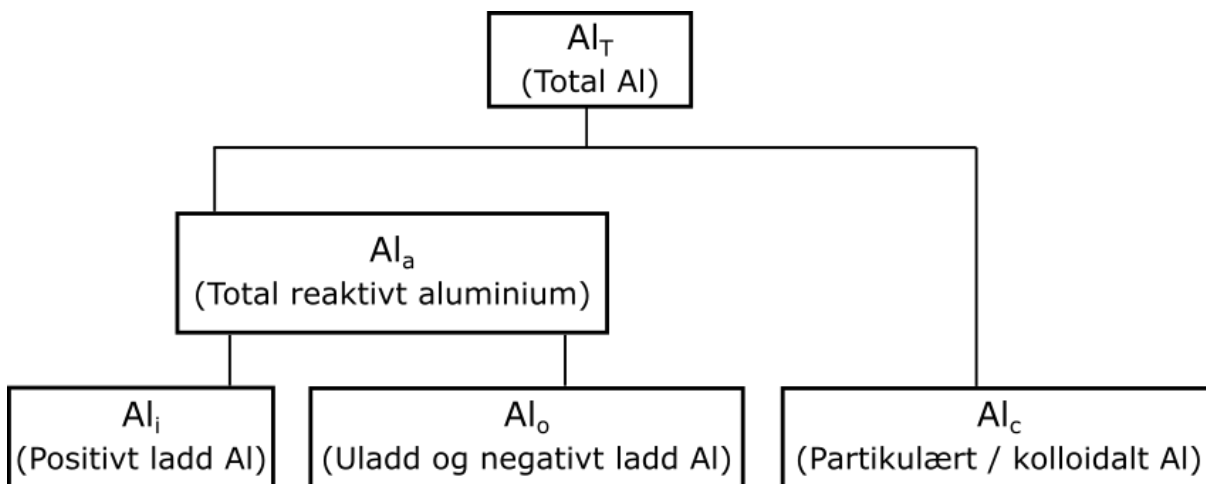 Al_T
(Total Al)
Al_a
(Total reaktivt aluminium)
Al_i
(Positivt ladd Al)
Al_o
(Uladd og negativt ladd Al)
Al_c
(Partikulært / kolloidalt Al)